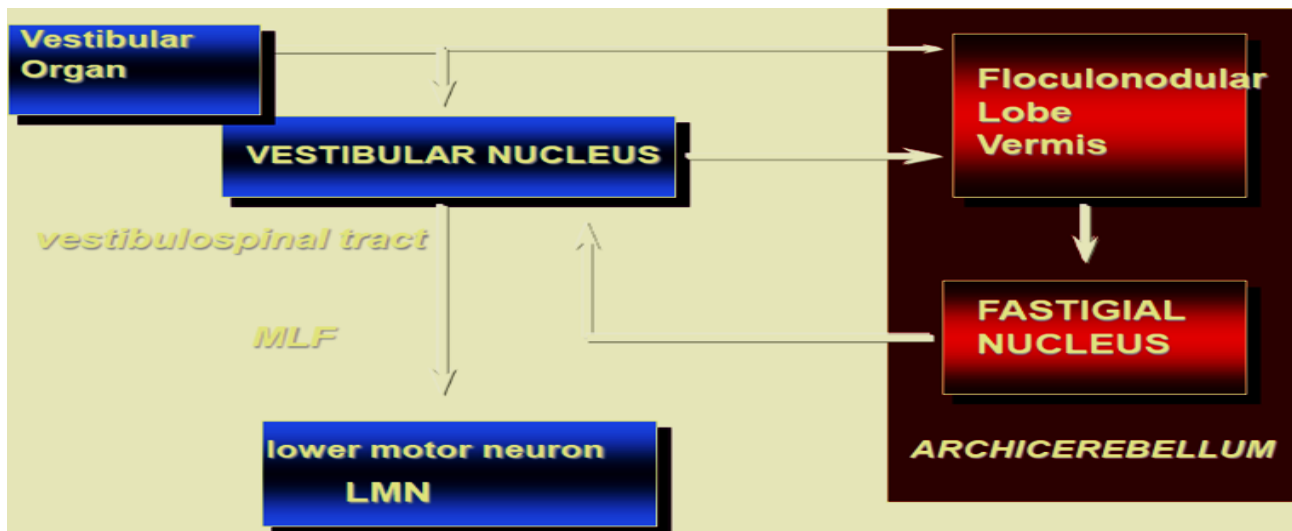 Vestibular
Organ
Floculonodular
Lobe
Vermis
VESTIBULAR NUCLEUS
vestibulospinal tract
FASTIGIAL
NUCLEUS
MLF
lower motor neuron
LMN
ARCHICEREBELLUM